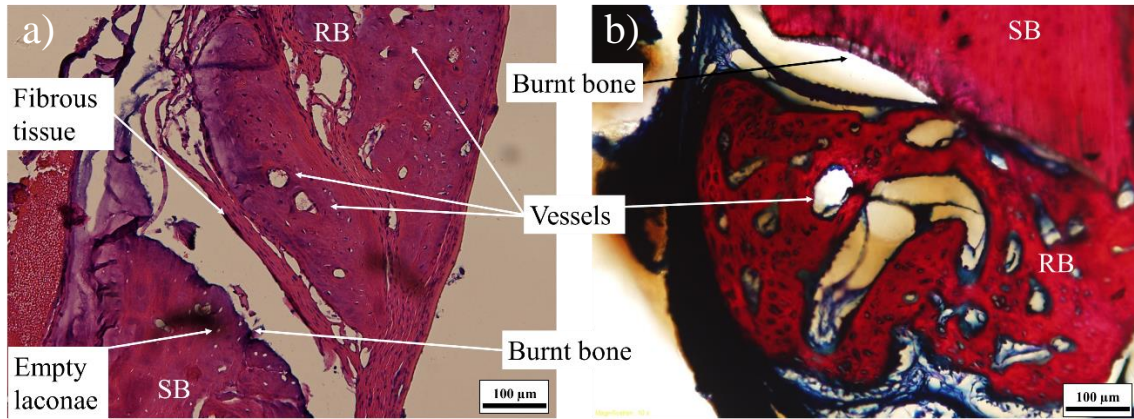 a)
RB
Fibrous
tissue
Vessels
Empty
laconae
Burnt bone
SB
100 µm
b)
SB
Burnt bone
RB
100 µm